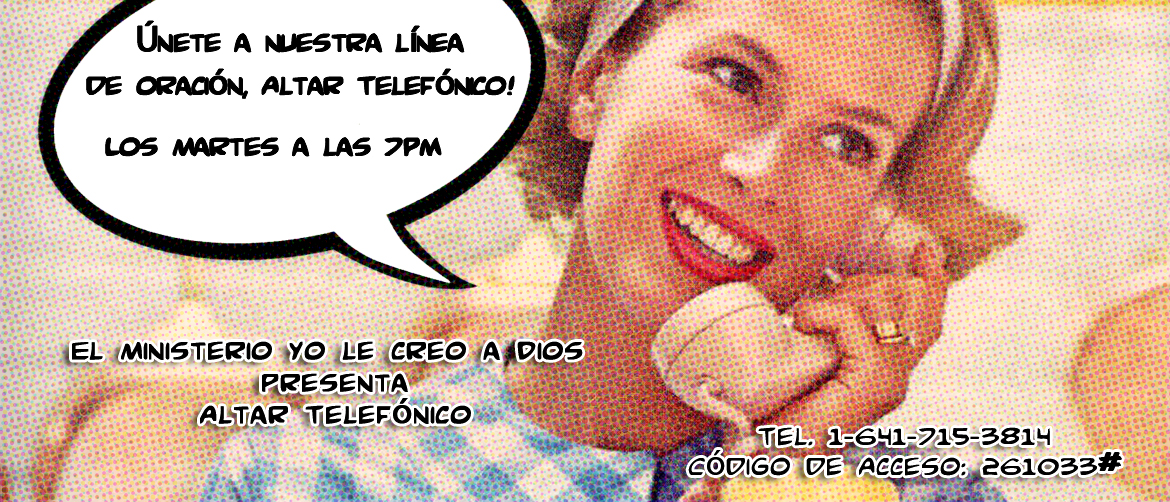 Únete a nuestra línea
de oración, Altar Telefónico!
los martes a las 7pm
El Ministerio Yo Le Creo a Dios
presenta
Altar Telefónico
Tel. 1-641-715-3814
Código de acceso: 261033#